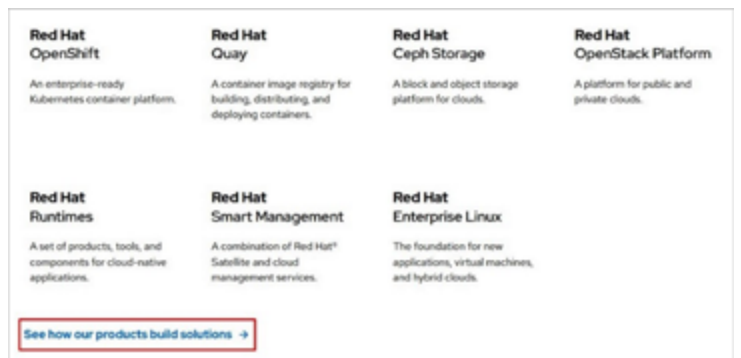 Red Hat
OpenShift
An enterprise-ready
Kubernetes container platform.
Red Hat
Quay
A container image registry for
building, distributing, and
deploying containers.
Red Hat
Ceph Storage
A block and object storage
platform for clouds.
Red Hat
OpenStack Platform
A platform for public and
private clouds.
Red Hat
Runtimes
A set of products, tools, and
components for cloud-native
applications.
Red Hat
Smart Management
A combination of Red Hat®
Satellite and cloud
management services.
Red Hat
Enterprise Linux
The foundation for new
applications, virtual machines,
and hybrid clouds.
See how our products build solutions →